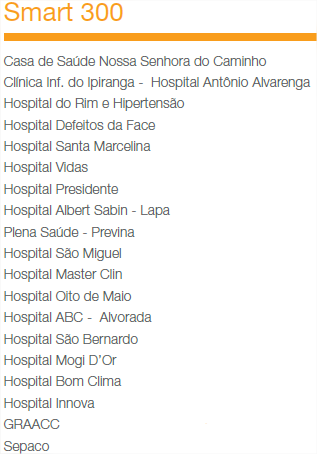 Smart 300
Casa de Saúde Nossa Senhora do Caminho
Clínica Inf. do Ipiranga - Hospital Antônio Alvarenga
Hospital do Rim e Hipertensão
Hospital Defeitos da Face
Hospital Santa Marcelina
Hospital Vidas
Hospital Presidente
Hospital Albert Sabin - Lapa
Plena Saúde - Previna
Hospital São Miguel
Hospital Master Clin
Hospital Oito de Maio
Hospital ABC - Alvorada
Hospital São Bernardo
Hospital Mogi D'Or
Hospital Bom Clima
Hospital Innova
GRAACC
Sepaco